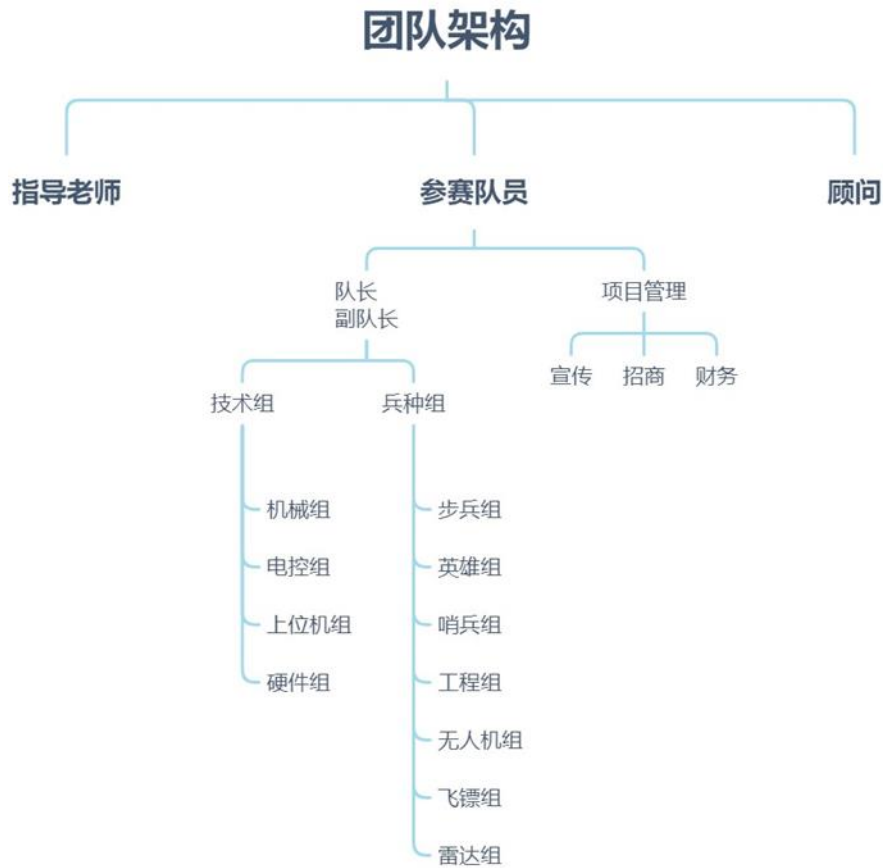 团队架构
指导老师
参赛队员
顾问
队长
副队长
项目管理
宣传
招商
财务
技术组
兵种组
机械组
电控组
上位机组
硬件组
步兵组
英雄组
哨兵组
工程组
无人机组
飞镖组
雷达组